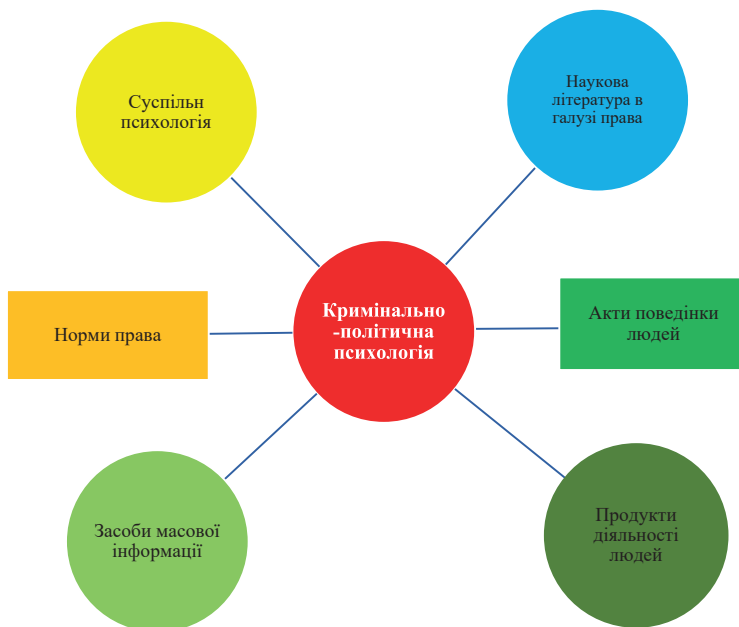 Суспільн
психологія
Наукова
література в
галузі права
Кримінально
-політична
психологія
Норми права
Акти поведінки
людей
Засоби масової
інформації
Продукти
діяльності
людей